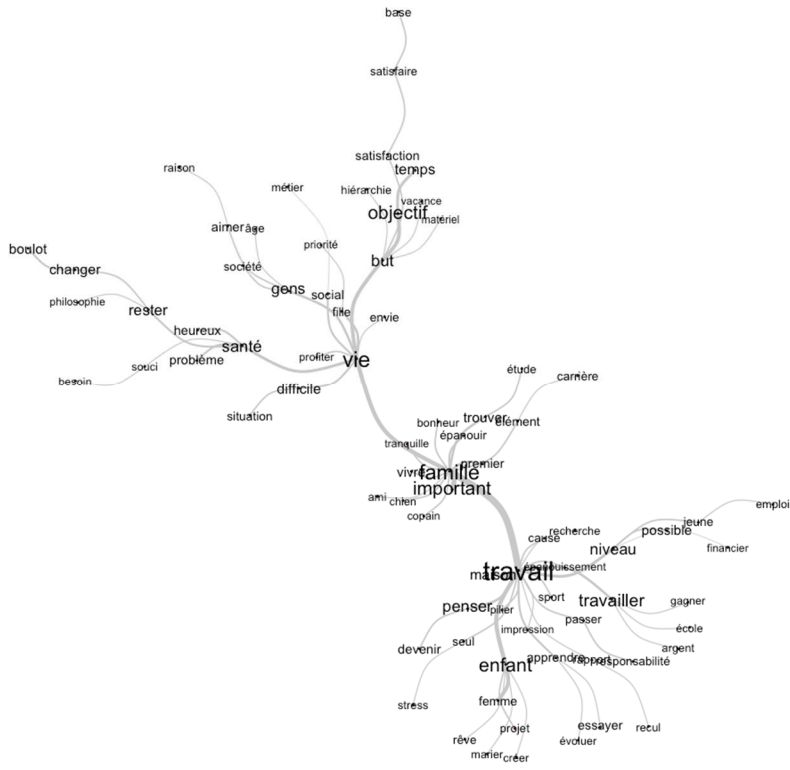 base
satisfaire
satisfaction
raison
temps
métier
hiérarchie
vacance
objectif
matériel
aimer
âge
priorité
boulot
but
société
changer
gens
social
philosophie
rester
fille
envie
heureux
santé
profiter
vie
problème
souci
étude
carrière
besoin
difficile
situation
trouver
élément
bonheur
épanouir
tranquille
premier
vivre
famille
important
ami
chien
copain
emploi
jeune
recherche
possible
cause
niveau
financier
épanouissement
travail
maison
sport
travailler
gagner
penser
pilier
passer
impression
école
seul
argent
devenir
apprendre
rapport
responsabilité
enfant
femme
stress
projet
essayer
recul
rêve
évoluer
marier
créer